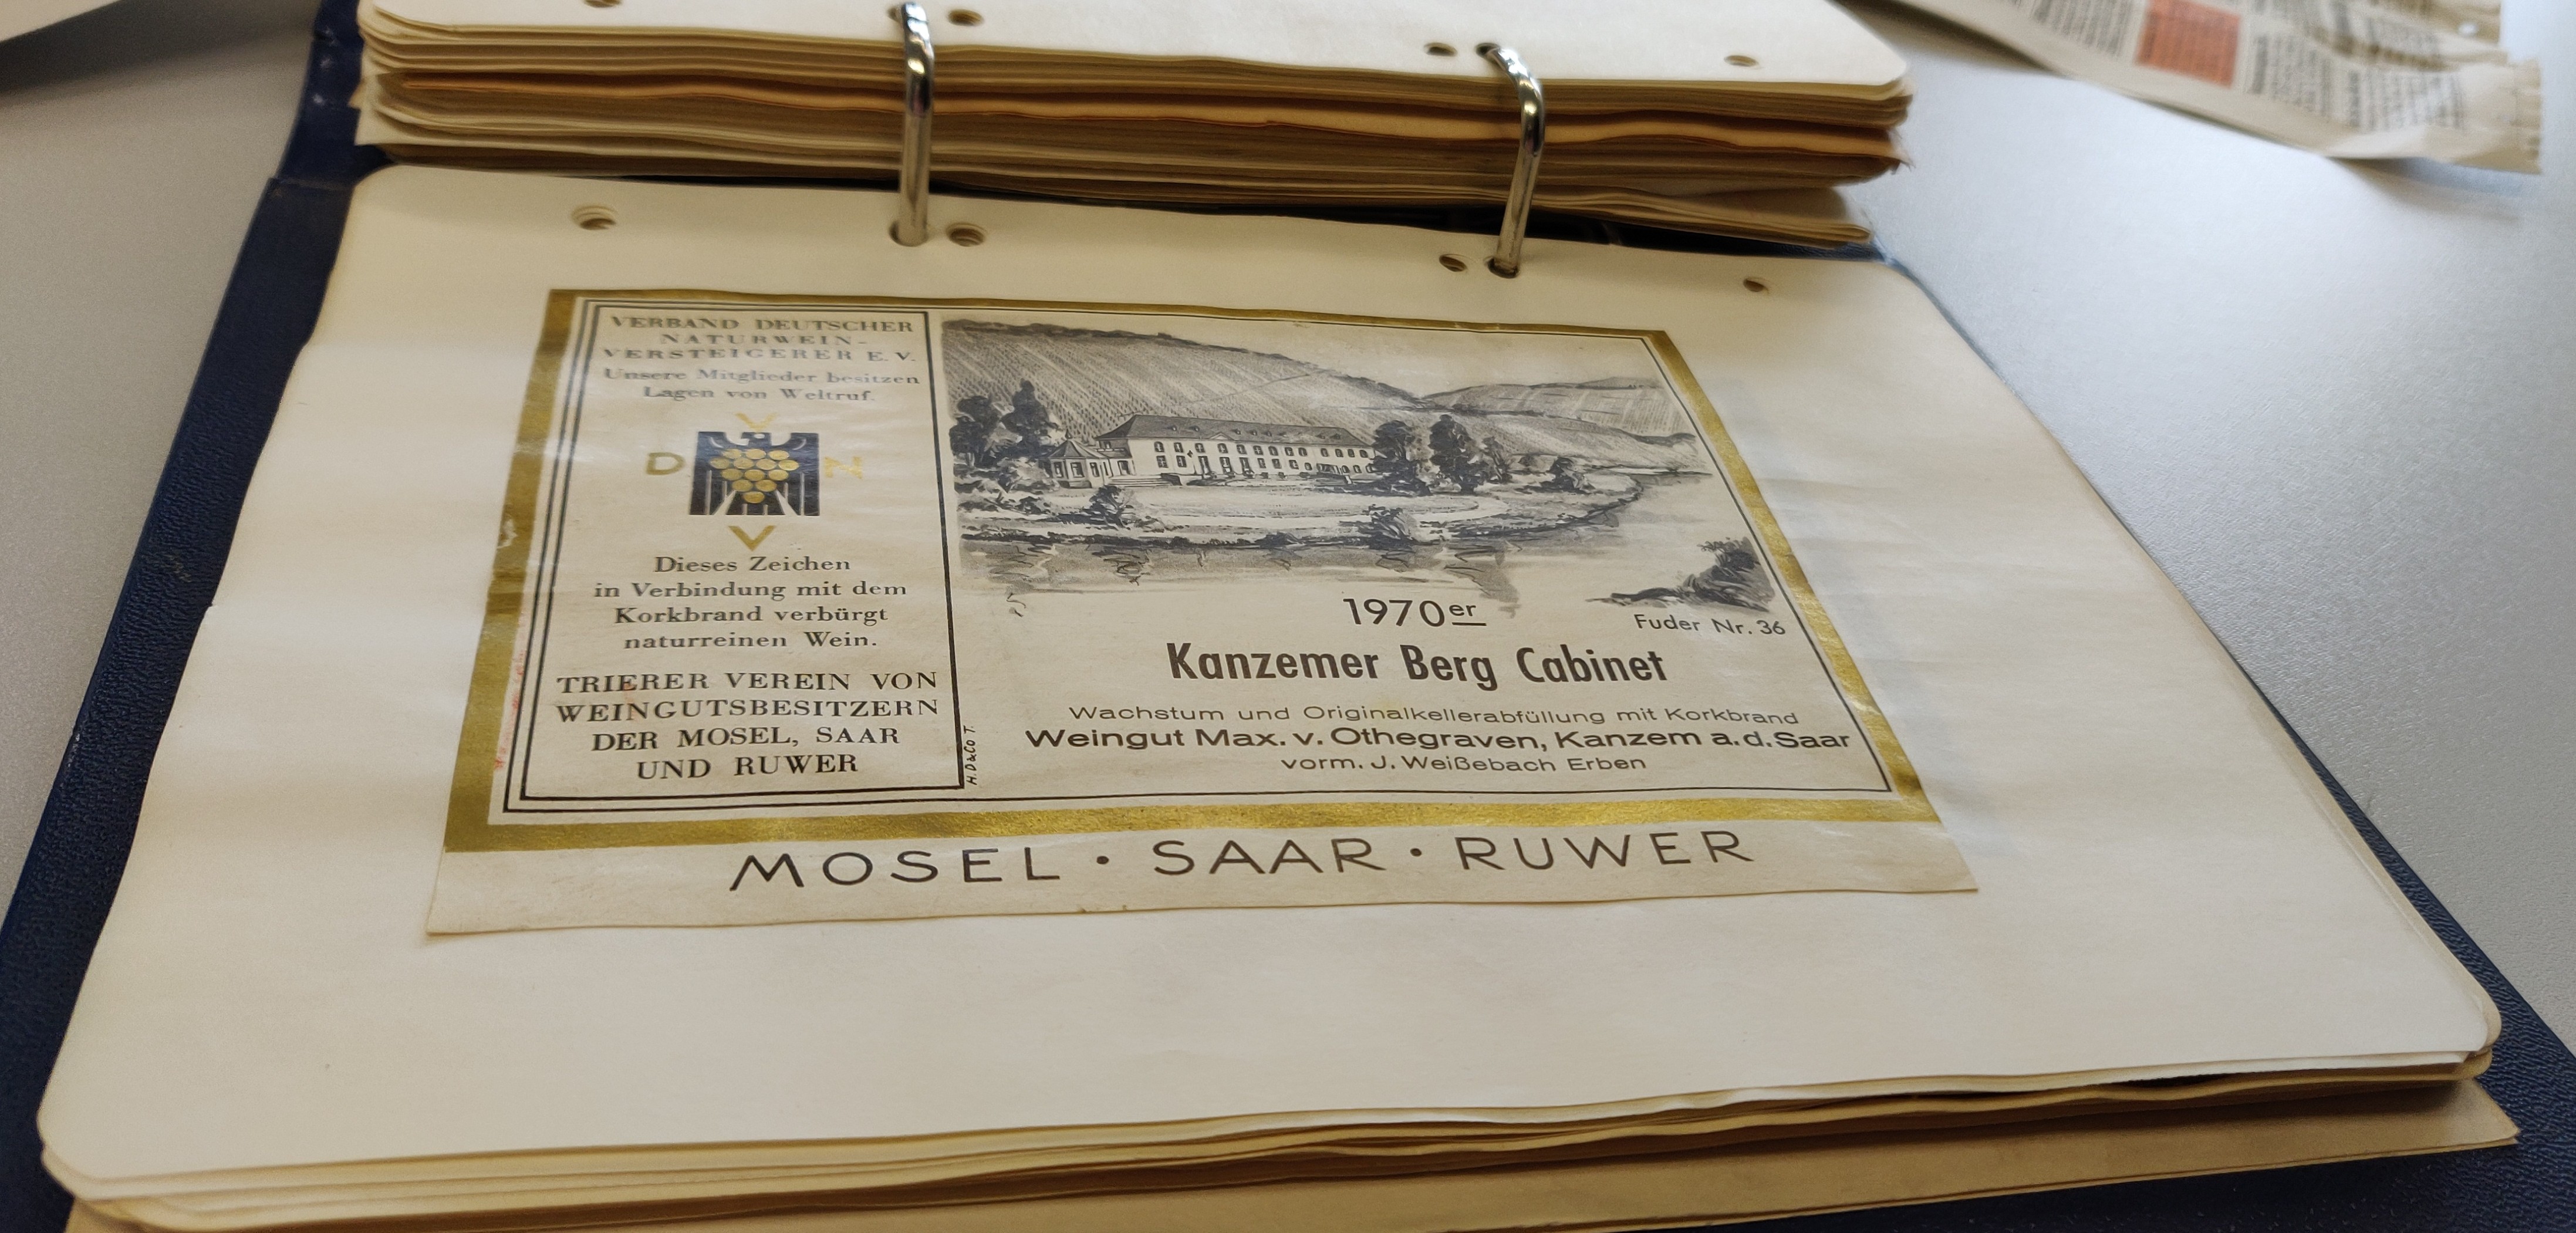 VERBAND DEUTSCHER
NATURWEIN-
VERSTEIGERER E. V.
Unsere Mitglieder besitzen
Lagen von Weltruf.
V
D N
V
Dieses Zeichen
in Verbindung mit dem
Korkbrand verbürgt
naturreinen Wein.
TRIERER VEREIN VON
WEINGUTSBESITZERN
DER MOSEL, SAAR
UND RUWER
H.D&Co T.
1970er
Fuder Nr. 36
Kanzemer Berg Cabinet
Wachstum und Originalkellerabfüllung mit Korkbrand
Weingut Max. v. Othegraven, Kanzem a.d. Saar
vorm. J. Weißebach Erben
MOSEL · SAAR · RUWER